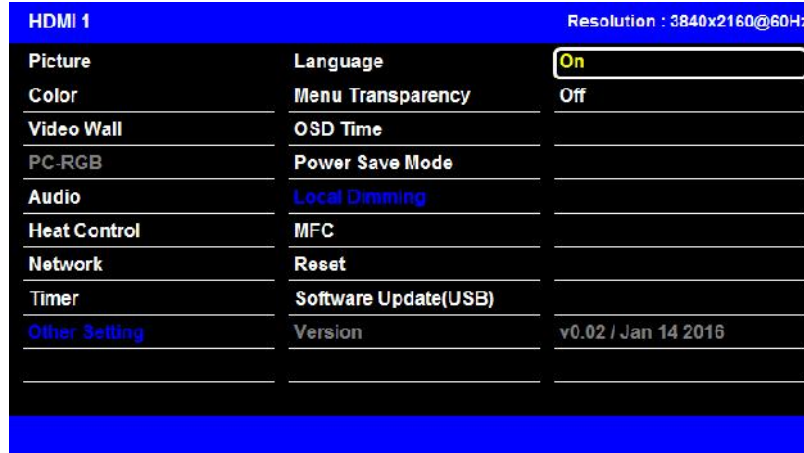 HDMI 1 Resolution : 3840x2160@60Hz
Picture Language On
Color Menu Transparency Off
Video Wall OSD Time
PC-RGB Power Save Mode
Audio Local Dimming
Heat Control MFC
Network Reset
Timer Software Update(USB)
Other Setting Version v0.02 / Jan 14 2016